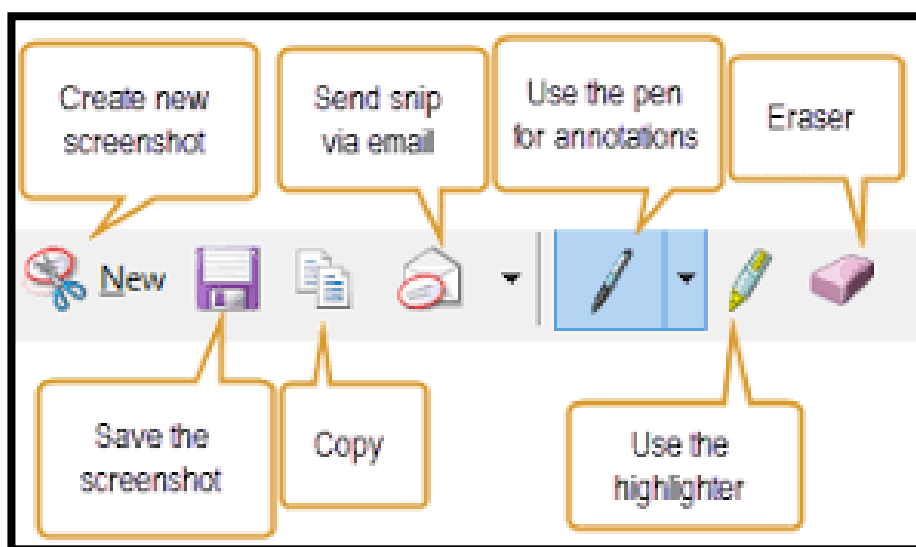 Create new
screenshot
Send snip
via email
Use the pen
for annotations
Eraser
New
Save the
screenshot
Copy
Use the
highlighter